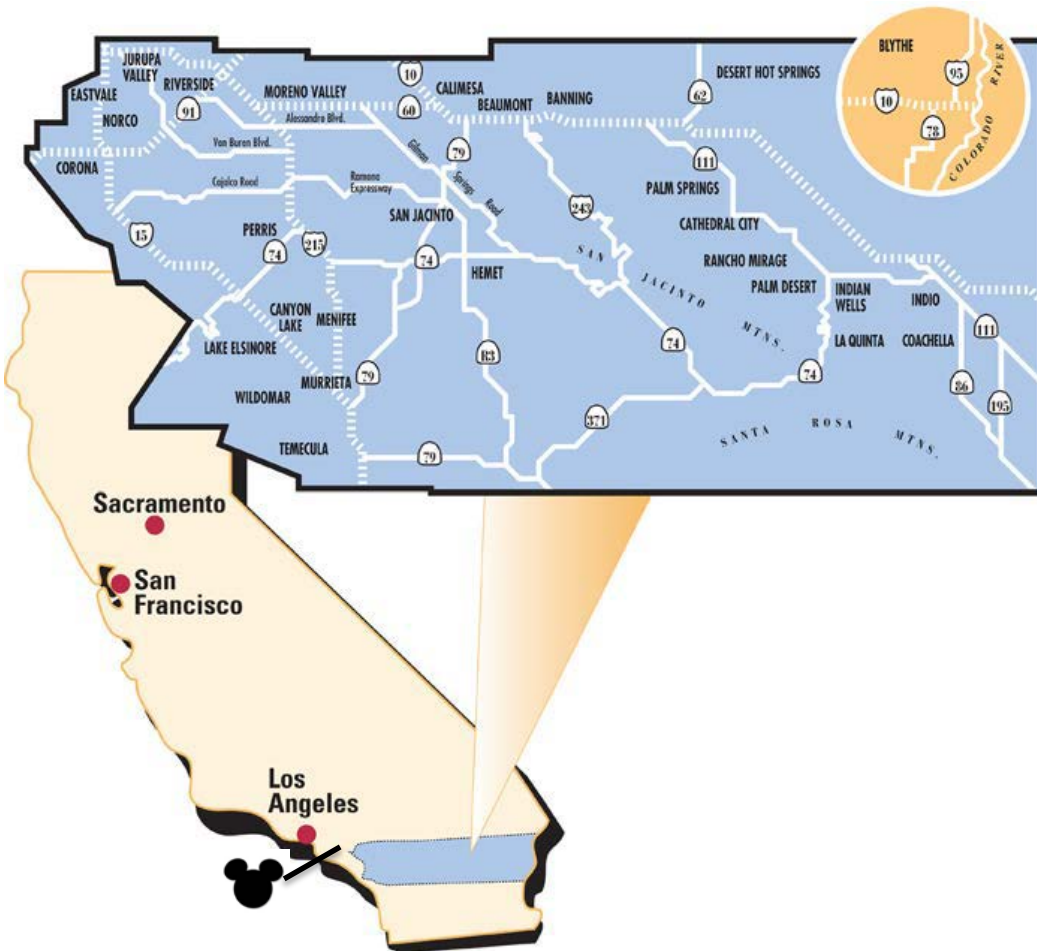 JURUPA
VALLEY
EASTVALE
RIVERSIDE
NORCO
91
CORONA
MORENO VALLEY
Alessandro Blvd.
Van Buren Blvd.
10
60
CALIMESA
BEAUMONT
BANNING
79
DESERT HOT SPRINGS
62
111
PALM SPRINGS
BLYTHE
95
10
78
COLORADO RIVER
Cajalco Road
Ramona
Expressway
Gilman Springs Road
SAN JACINTO
243
CATHEDRAL CITY
15
PERRIS
74
215
74
HEMET
SAN JACINTO MTNS.
RANCHO MIRAGE
PALM DESERT
INDIAN
WELLS
INDIO
CANYON
LAKE
MENIFEE
LAKE ELSINORE
R3
74
LA QUINTA
COACHELLA
111
MURRIETA
79
WILDOMAR
74
86
195
371
TEMECULA
79
SANTA ROSA MTNS.
Sacramento
San
Francisco
Los
Angeles